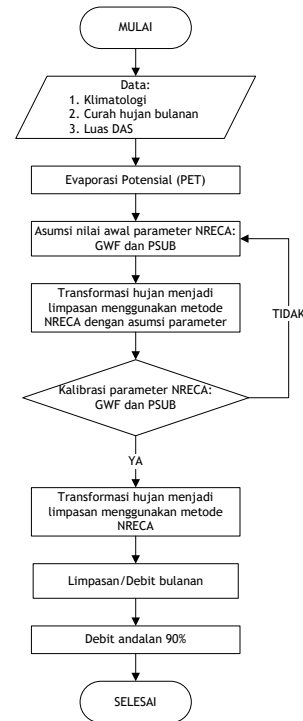 MULAI
Data:
1. Klimatologi
2. Curah hujan bulanan
3. Luas DAS
Evaporasi Potensial (PET)
Asumsi nilai awal parameter NRECA:
GWF dan PSUB
Transformasi hujan menjadi
limpasan menggunakan metode
NRECA dengan asumsi parameter
TIDAK
Kalibrasi parameter NRECA:
GWF dan PSUB
YA
Transformasi hujan menjadi
limpasan menggunakan metode
NRECA
Limpasan/Debit bulanan
Debit andalan 90%
SELESAI